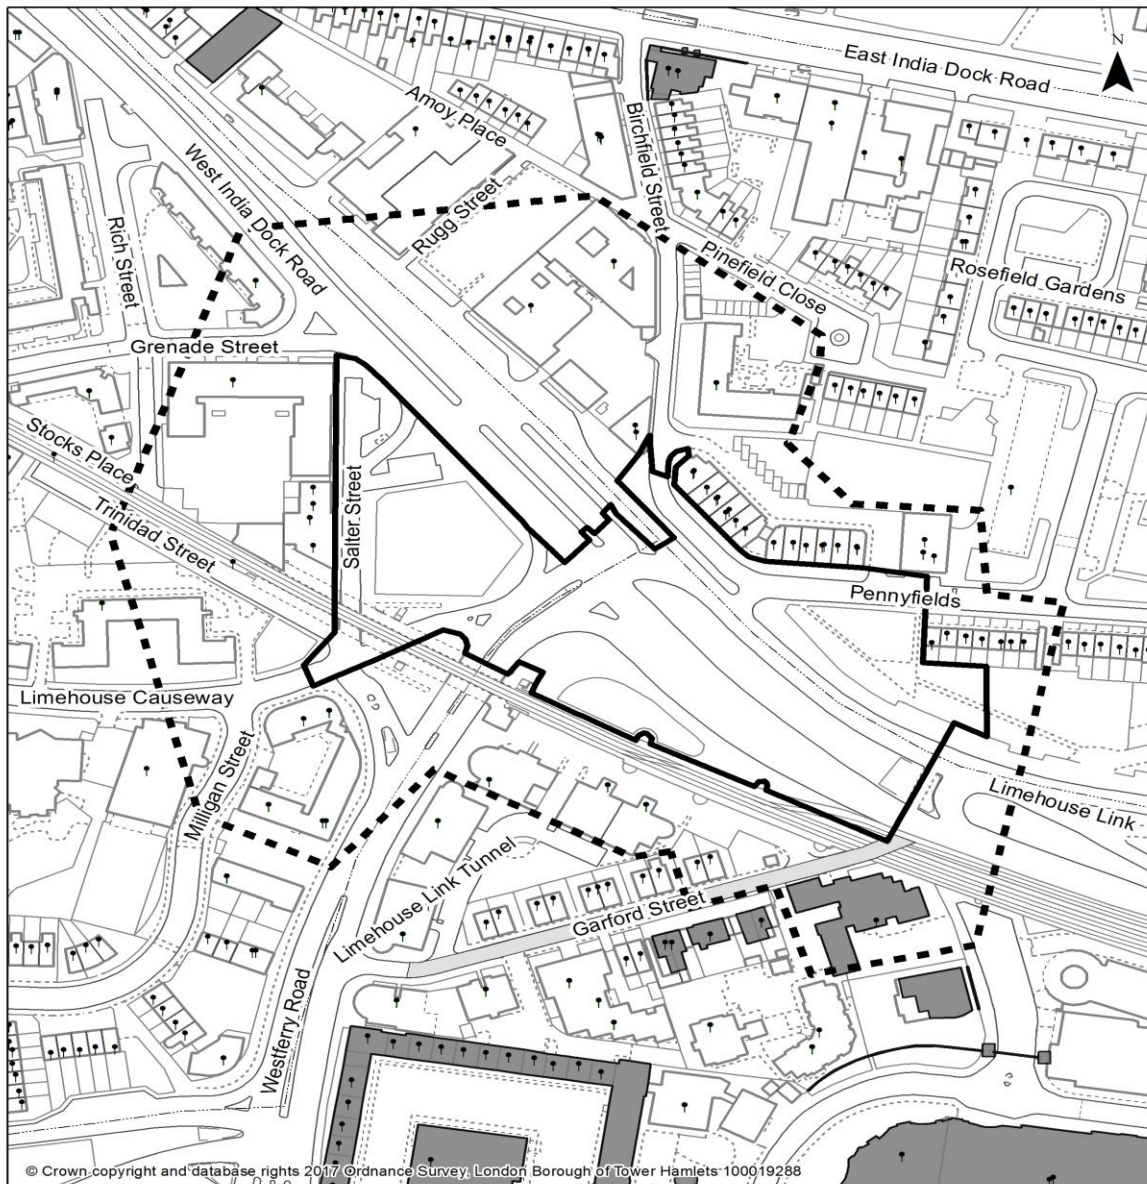 N
East India Dock Road
Amoy Place
Birchfield Street
West India Dock Road
Rugg Street
Rich Street
Pinefield Close
Rosefield Gardens
Grenade Street
Stocks Place
Trinidad Street
Salter Street
Pennyfields
Limehouse Causeway
Milligan Street
Limehouse Link
Limehouse Link Tunnel
Garford Street
Westferry Road
© Crown copyright and database rights 2017 Ordnance Survey, London Borough of Tower Hamlets 100019288